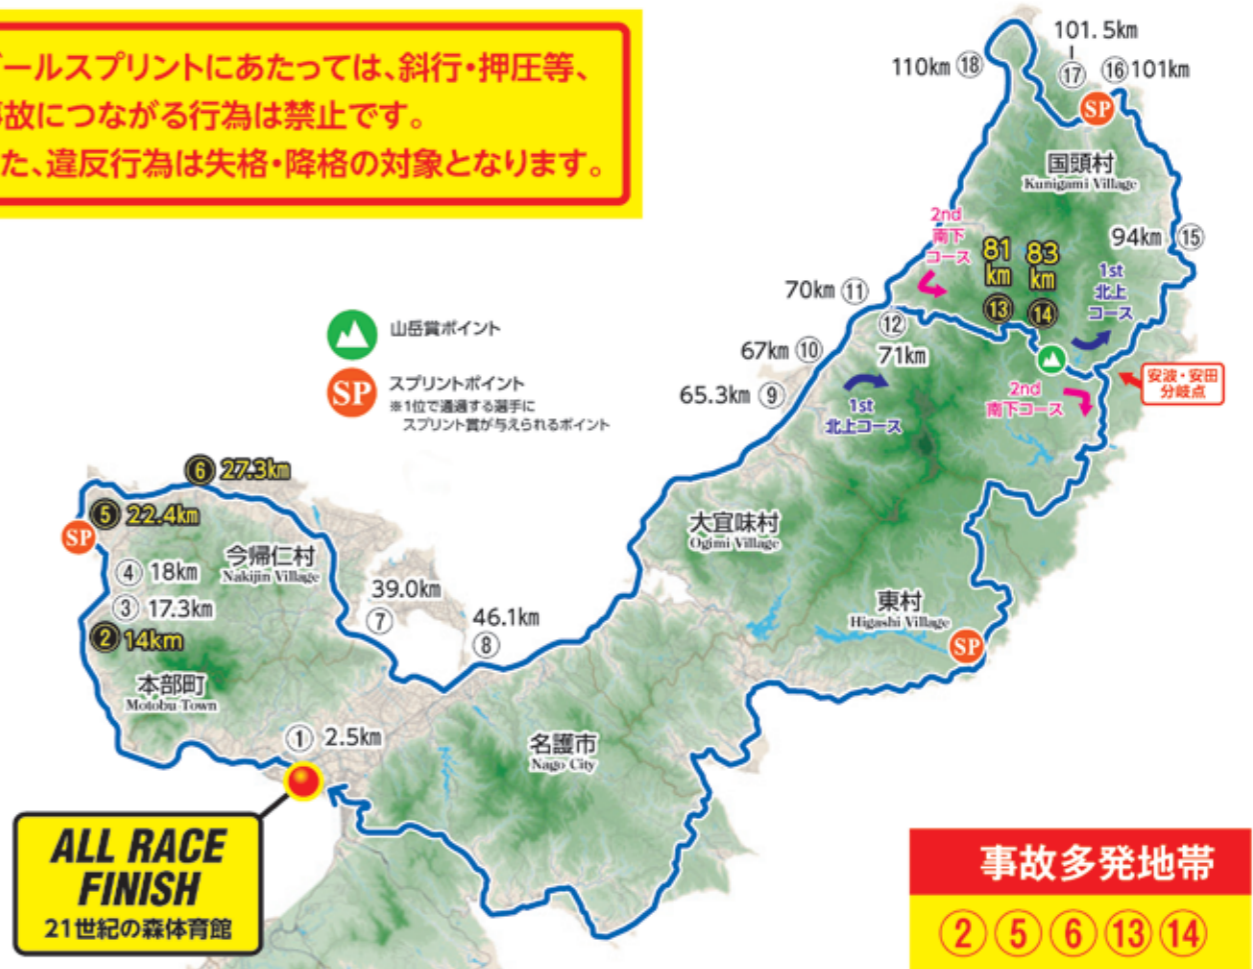 ールスプリントにあたっては、斜行・押圧等、
故につながる行為は禁止です。
た、違反行為は失格・降格の対象となります。
101.5km
110km ⑱
⑰
⑯ 101km
SP
国頭村
Kunigami Village
2nd
南下
コース
81
km
83
km
94km ⑮
1st
北上
コース
⑬
⑭
70km ⑪
⑫
71km
67km ⑩
65.3km ⑨
1st
北上コース
2nd
南下コース
安波・安田
分岐点
山岳賞ポイント
SP
スプリントポイント
※1位で通過する選手に
スプリント賞が与えられるポイント
⑥ 27.3km
⑤ 22.4km
SP
④ 18km
③ 17.3km
② 14km
今帰仁村
Nakijin Village
39.0km
⑦
46.1km
⑧
大宜味村
Ogimi Village
東村
Higashi Village
SP
本部町
Motobu Town
① 2.5km
名護市
Nago City
ALL RACE
FINISH
21世紀の森体育館
事故多発地帯
②⑤⑥⑬⑭